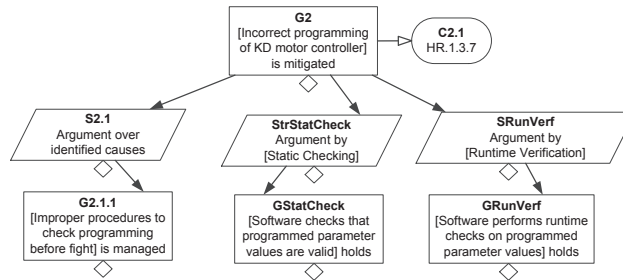 G2
[Incorrect programming
of KD motor controller]
is mitigated
C2.1
HR.1.3.7
S2.1
Argument over
identified causes
StrStatCheck
Argument by
[Static Checking]
SRunVerf
Argument by
[Runtime Verification]
G2.1.1
[Improper procedures to
check programming
before fight] is managed
GStatCheck
[Software checks that
programmed parameter
values are valid] holds
GRunVerf
[Software performs runtime
checks on programmed
parameter values] holds